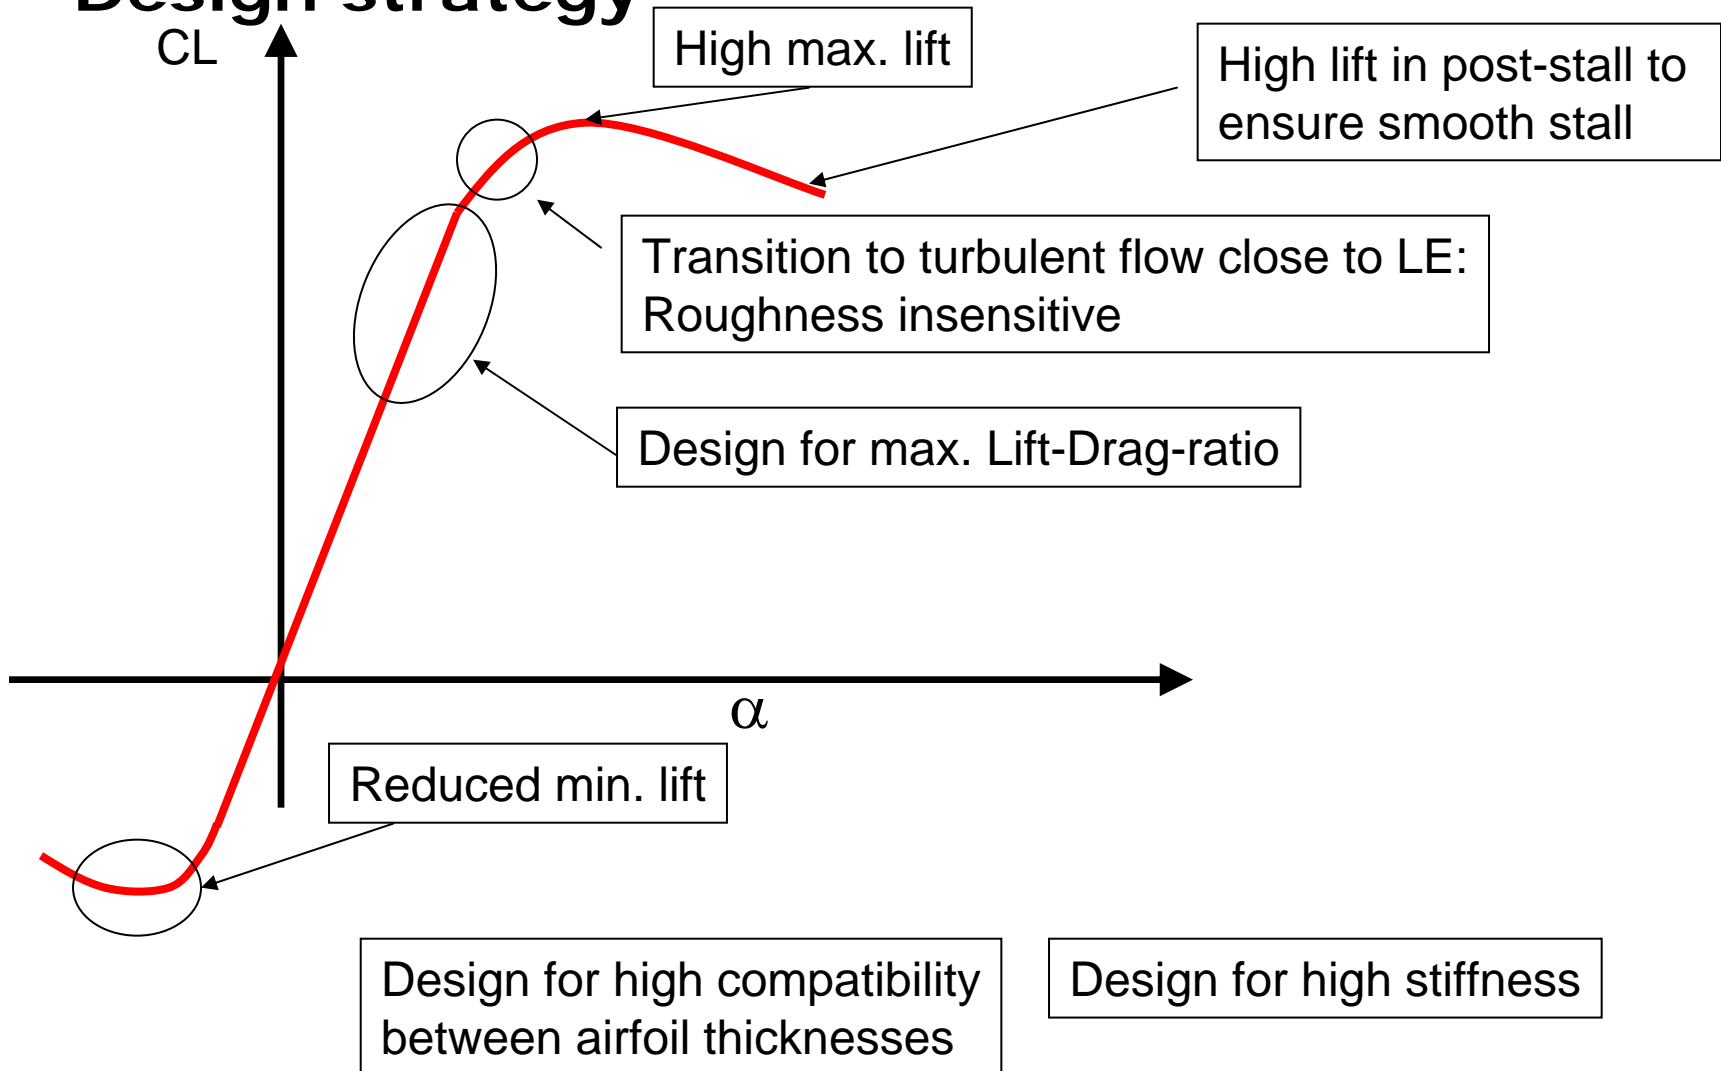 Design strategy
CL
High max. lift
High lift in post-stall to
ensure smooth stall
Transition to turbulent flow close to LE:
Roughness insensitive
Design for max. Lift-Drag-ratio
α
Reduced min. lift
Design for high compatibility
between airfoil thicknesses
Design for high stiffness